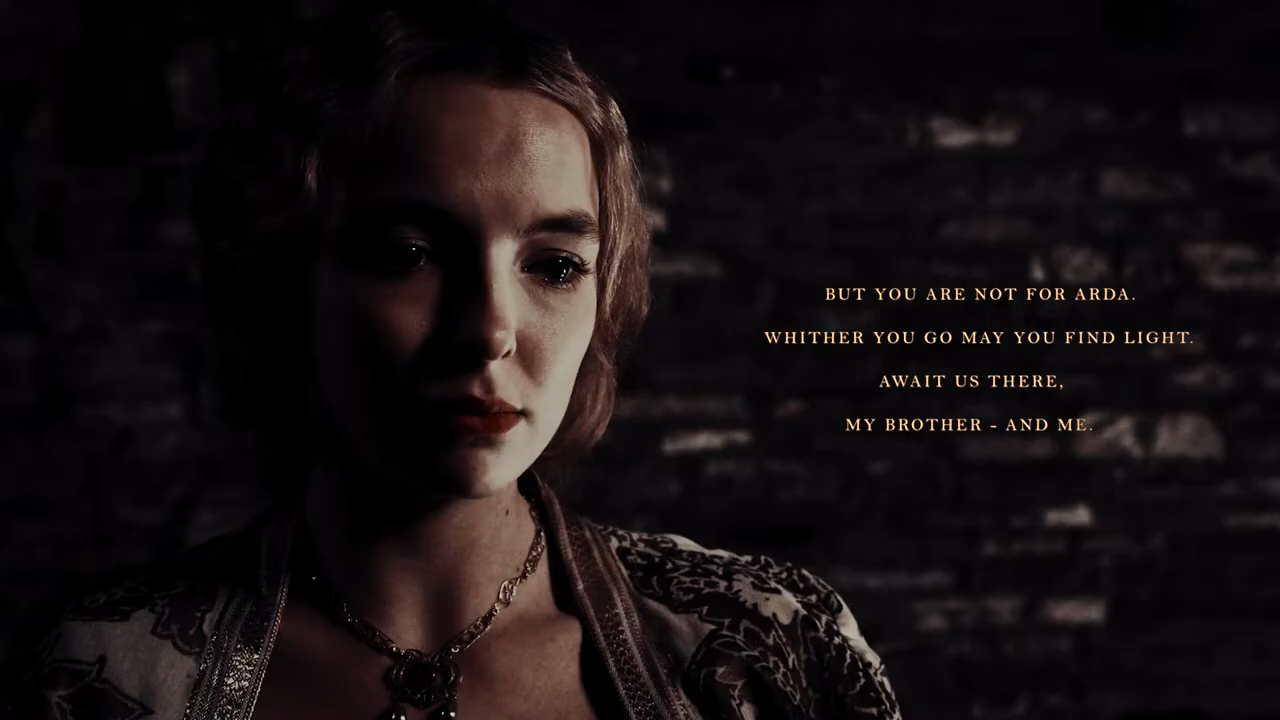 BUT YOU ARE NOT FOR ARDA.
WHITHER YOU GO MAY YOU FIND LIGHT.
AWAIT US THERE,
MY BROTHER - AND ME.